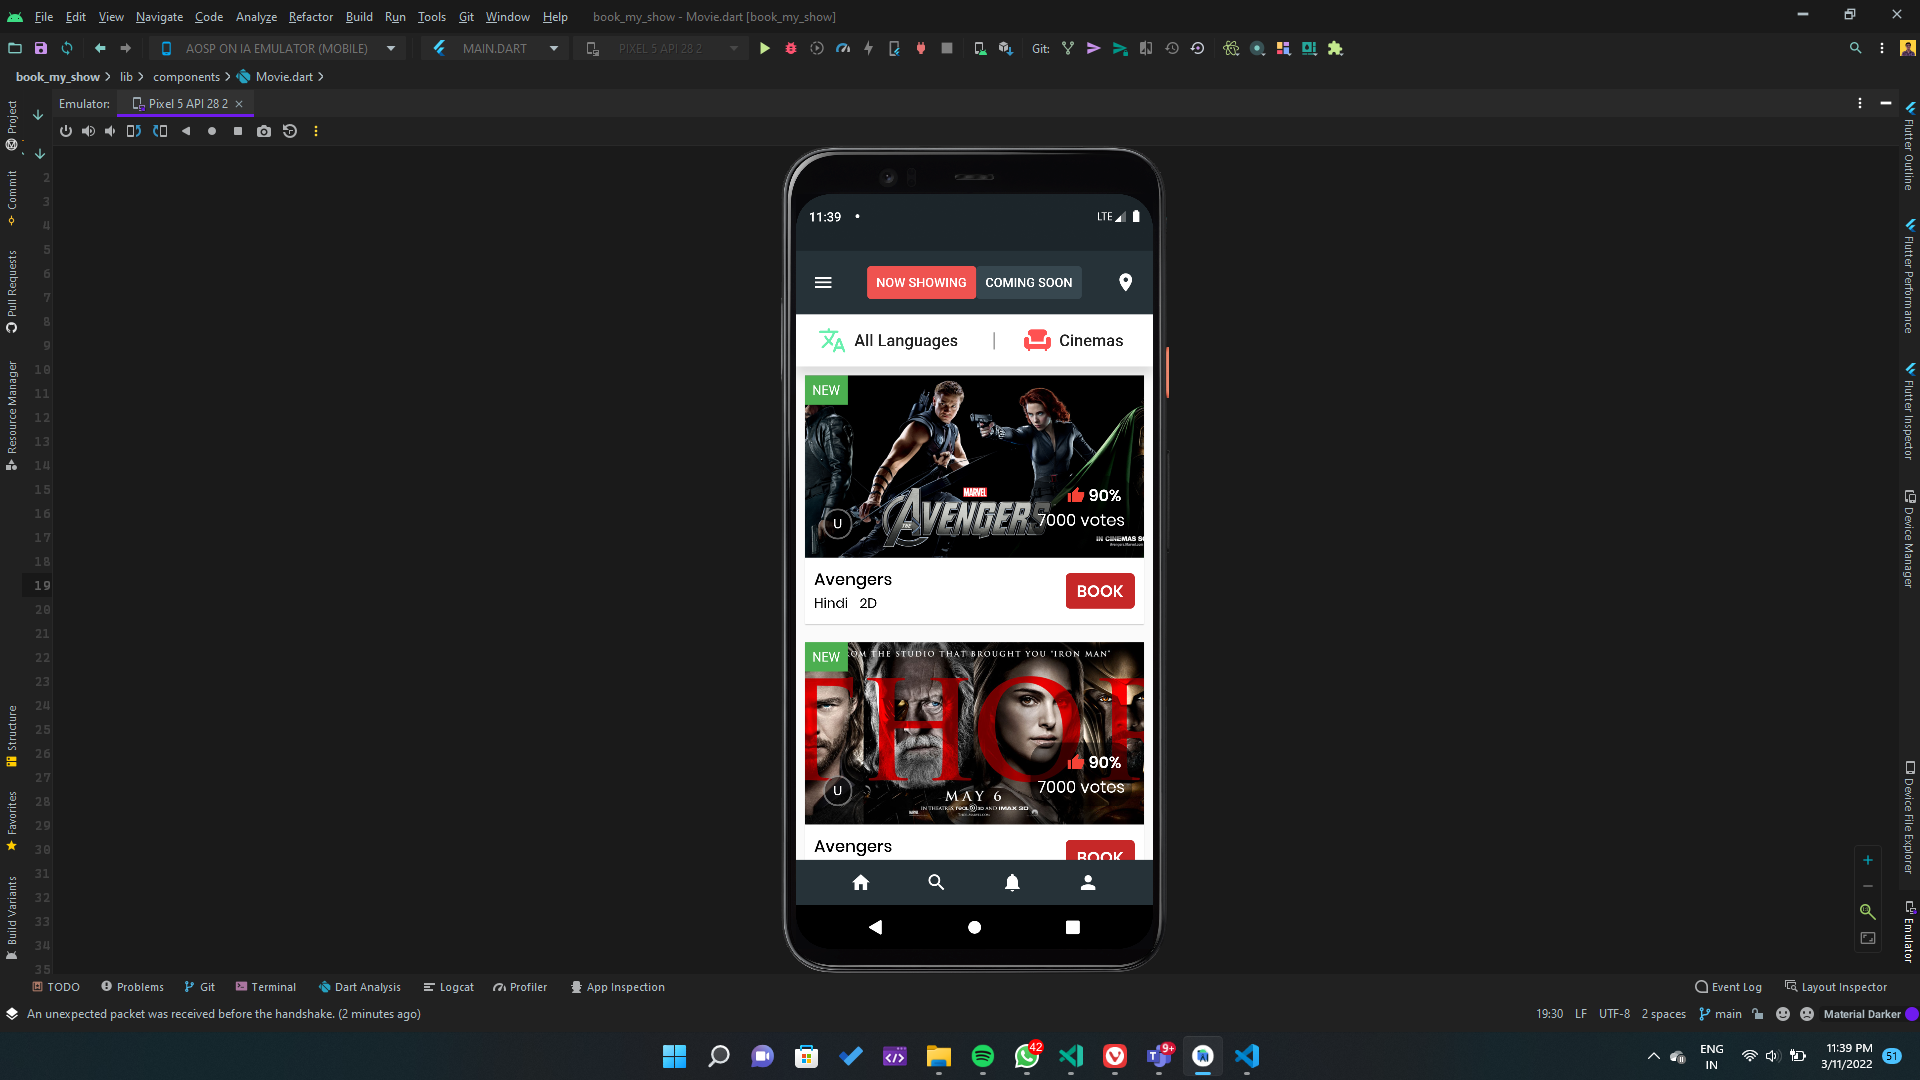 File Edit View Navigate Code Analyze Refactor Build Run Tools Git Window Help book_my_show - Movie.dart [book_my_show]
AOSP ON IA EMULATOR (MOBILE) MAIN.DART PIXEL 5 API 28 2 Git:
book_my_show lib components Movie.dart
Emulator: Pixel 5 API 28 2
Project
Commit
Pull Requests
Resource Manager
Structure
Favorites
Build Variants
2
3
4
5
6
7
8
9
10
11
12
13
14
15
16
17
18
19
20
21
22
23
24
25
26
27
28
29
30
31
32
33
34
35
11:39 LTE
NOW SHOWING COMING SOON
All Languages | Cinemas
NEW
MARVEL
THE AVENGERS
90%
7000 votes
U
IN CINEMAS
Avengers
Hindi 2D
BOOK
NEW
OM THE STUDIO THAT BROUGHT YOU "IRON MAN"
THOR
90%
7000 votes
U
MAY 6
Avengers
BOOK
Flutter Outline
Flutter Performance
Flutter Inspector
Device Manager
Device File Explorer
Emulator
TODO Problems Git Terminal Dart Analysis Logcat Profiler App Inspection Event Log Layout Inspector
An unexpected packet was received before the handshake. (2 minutes ago) 19:30 LF UTF-8 2 spaces main Material Darker
42
9+
ENG
IN
11:39 PM
3/11/2022
51